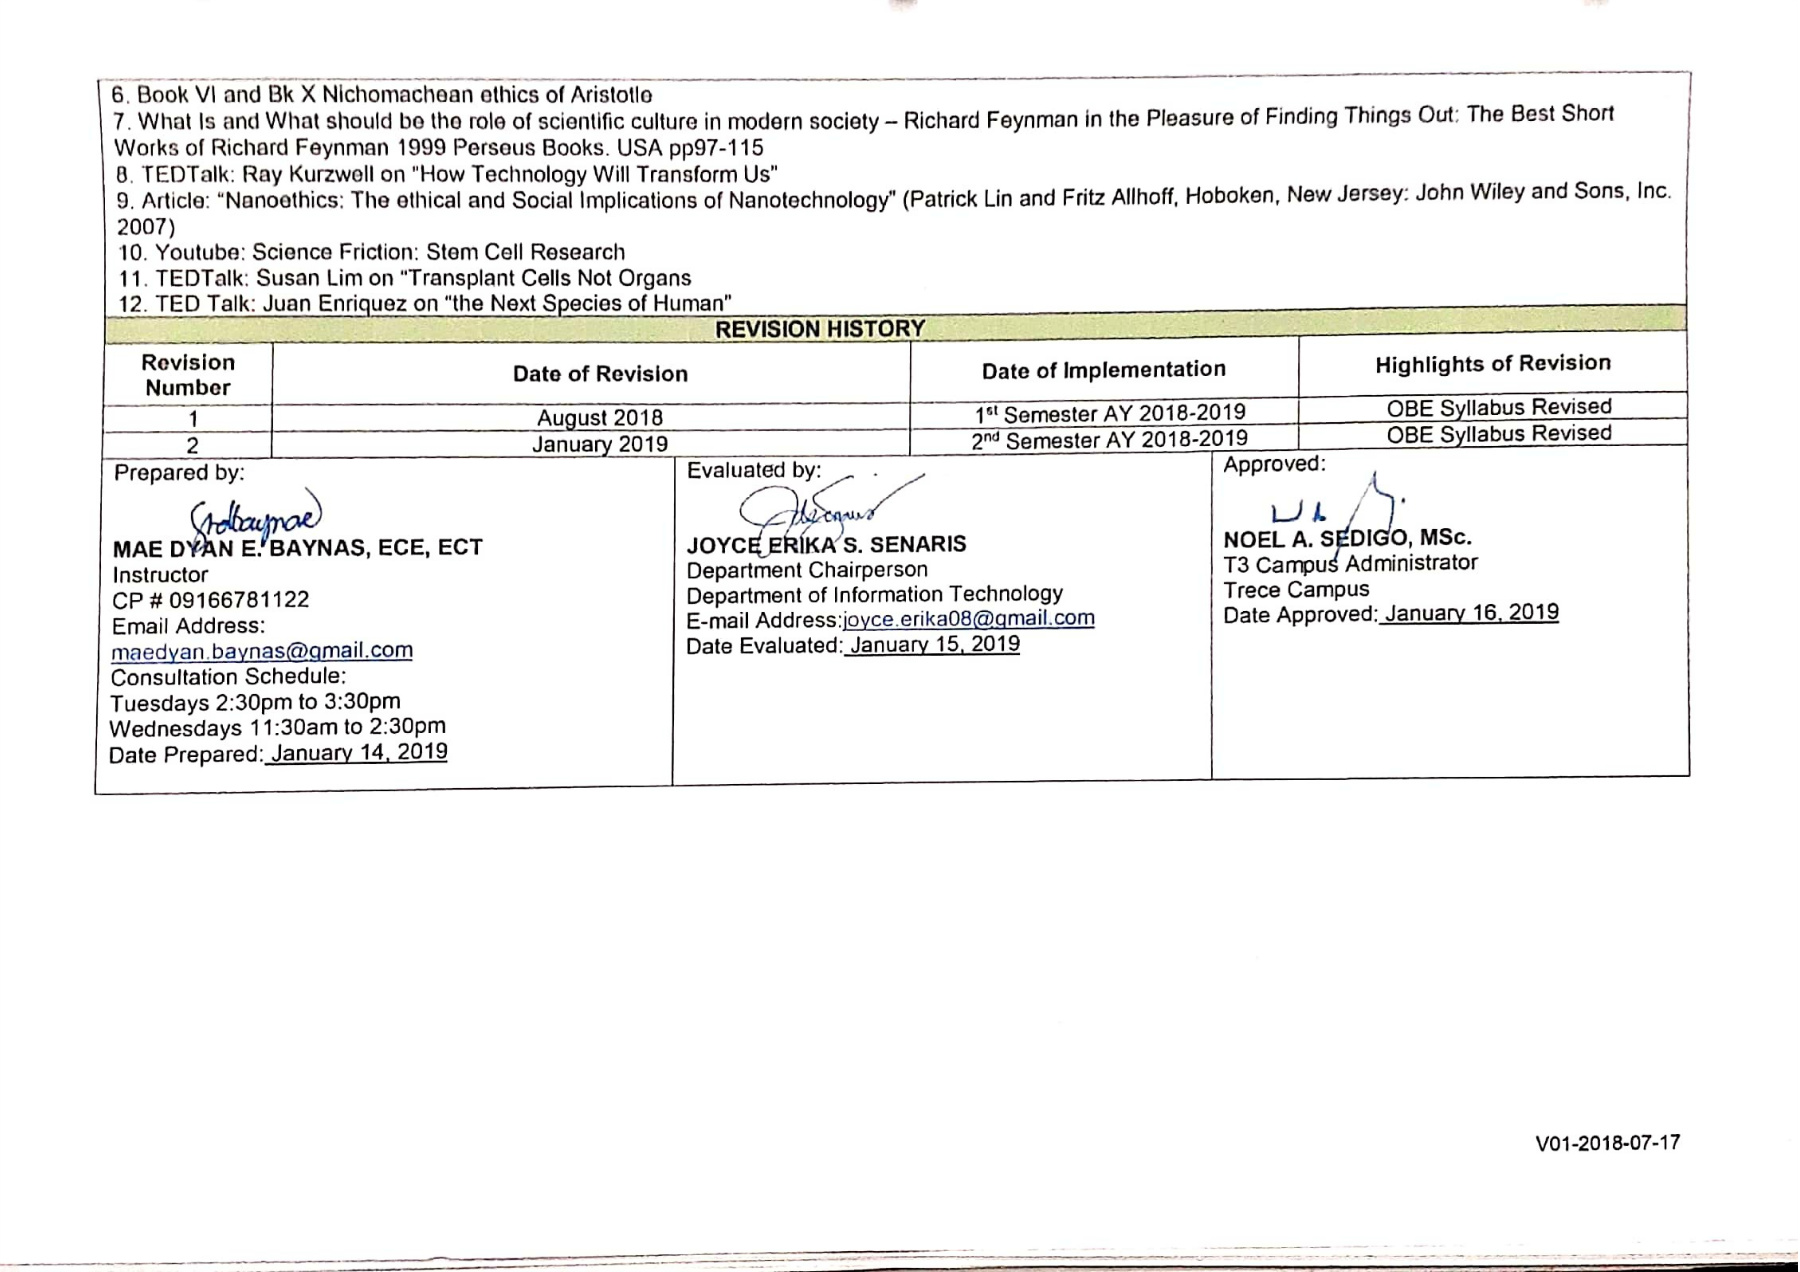 6. Book VI and Bk X Nichomachean ethics of Aristotle
7. What Is and What should be the role of scientific culture in modern society – Richard Feynman in the Pleasure of Finding Things Out: The Best Short
Works of Richard Feynman 1999 Perseus Books. USA pp97-115
8. TEDTalk: Ray Kurzwell on "How Technology Will Transform Us"
9. Article: "Nanoethics: The ethical and Social Implications of Nanotechnology" (Patrick Lin and Fritz Allhoff, Hoboken, New Jersey: John Wiley and Sons, Inc.
2007)
10. Youtube: Science Friction: Stem Cell Research
11. TEDTalk: Susan Lim on "Transplant Cells Not Organs
12. TED Talk: Juan Enriquez on "the Next Species of Human"
REVISION HISTORY
Revision Number Date of Revision Date of Implementation Highlights of Revision
1 August 2018 1st Semester AY 2018-2019 OBE Syllabus Revised
2 January 2019 2nd Semester AY 2018-2019 OBE Syllabus Revised
Prepared by:
MAE DYAN E. BAYNAS, ECE, ECT
Instructor
CP # 09166781122
Email Address:
maedyan.baynas@gmail.com
Consultation Schedule:
Tuesdays 2:30pm to 3:30pm
Wednesdays 11:30am to 2:30pm
Date Prepared: January 14, 2019
Evaluated by:
JOYCE ERIKA S. SENARIS
Department Chairperson
Department of Information Technology
E-mail Address:joyce.erika08@gmail.com
Date Evaluated: January 15, 2019
Approved:
NOEL A. SEDIGO, MSc.
T3 Campus Administrator
Trece Campus
Date Approved: January 16, 2019
V01-2018-07-17